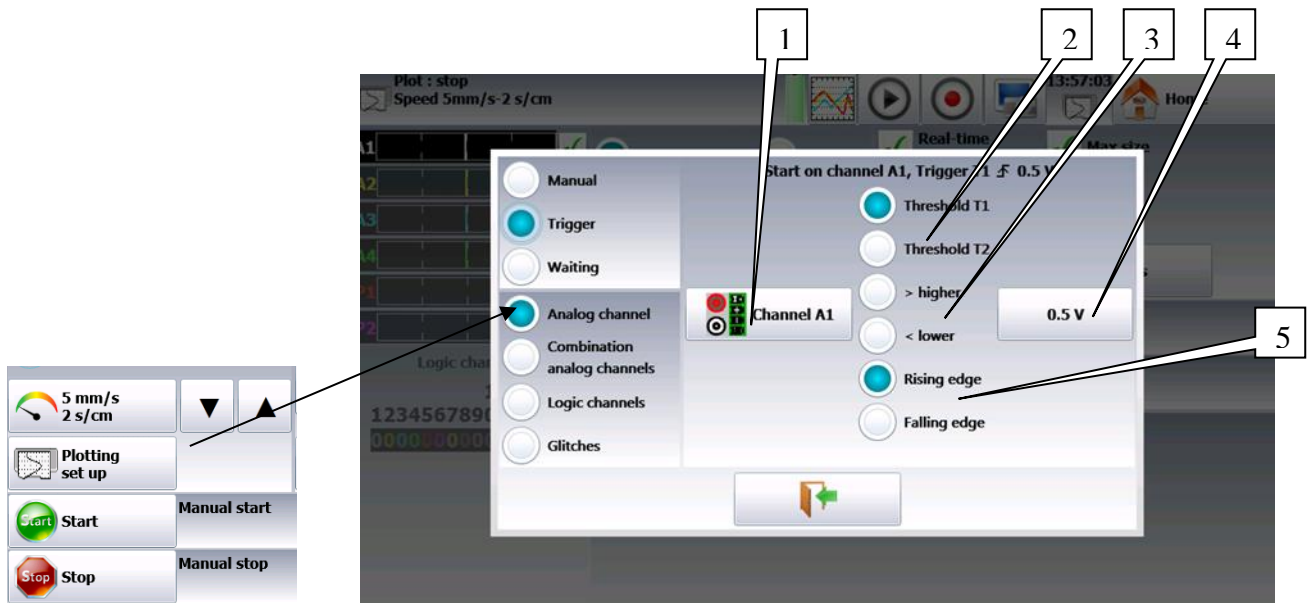 1
2
3
4
5
Plot : stop
Speed 5mm/s-2 s/cm
13:57:03
Home
Real-time
Max size
A1
A2
A3
A4
P1
P2
Logic chan
1
1234567890
Start on channel A1, Trigger T1 0.5 V
Manual
Trigger
Waiting
Analog channel
Combination
analog channels
Logic channels
Glitches
Channel A1
Threshold T1
Threshold T2
> higher
< lower
Rising edge
Falling edge
0.5 V
5 mm/s
2 s/cm
▼
▲
Plotting
set up
Start
Start
Manual start
Stop
Stop
Manual stop